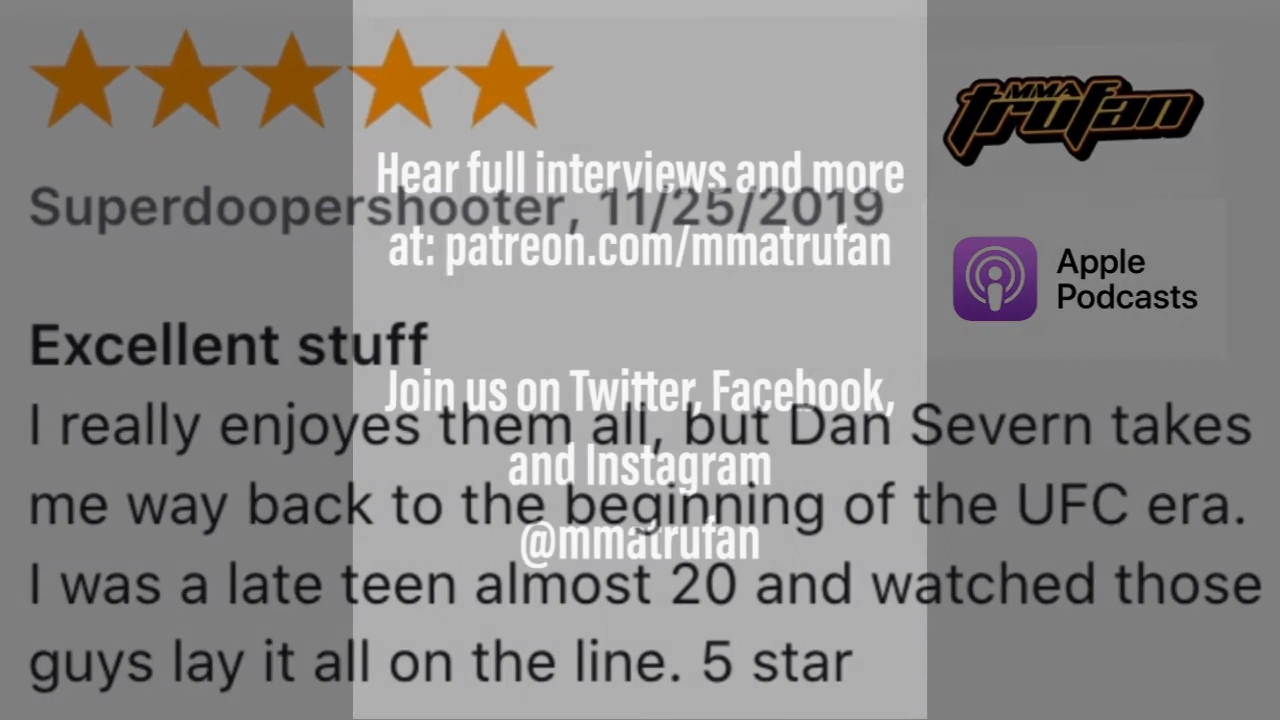 Superdoopershooter, 11/25/2019
Excellent stuff
I really enjoyes them all, but Dan Severn takes
me way back to the beginning of the UFC era.
I was a late teen almost 20 and watched those
guys lay it all on the line. 5 star
Hear full interviews and more
at: patreon.com/mmatrufan
Join us on Twitter, Facebook,
and Instagram
@mmatrufan
MMA
trufan
Apple
Podcasts